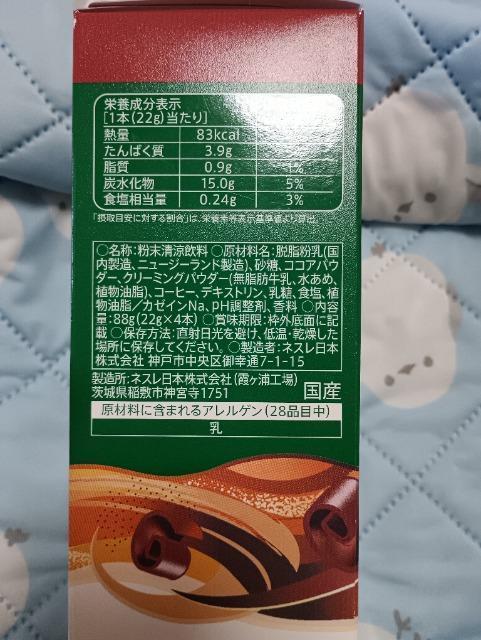 栄養成分表示
[1本(22g)当たり]
熱量 83kcal
たんぱく質 3.9g
脂質 0.9g 1%
炭水化物 15.0g 5%
食塩相当量 0.24g 3%
「摂取目安に対する割合」は、栄養素等表示基準値より算出。
○名称:粉末清涼飲料 ○原材料名:脱脂粉乳(国
内製造、ニュージーランド製造)、砂糖、ココアパウ
ダー、クリーミングパウダー(無脂肪牛乳、水あめ、
植物油脂)、コーヒー、デキストリン、乳糖、食塩、植
物油脂/カゼインNa、pH調整剤、香料 ○内容
量:88g(22g×4本) ○賞味期限:枠外底面に記
載 ○保存方法:直射日光を避け、低温・乾燥した
場所に保存してください。 ○製造者:ネスレ日本
株式会社 神戸市中央区御幸通7-1-15
製造所:ネスレ日本株式会社(霞ヶ浦工場)
茨城県稲敷市神宮寺1751 国産
原材料に含まれるアレルゲン(28品目中)
乳